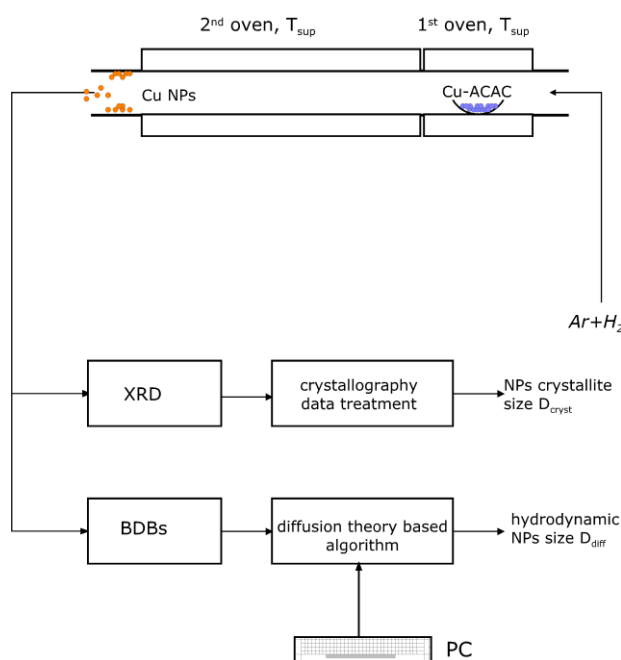 2nd oven, Tsup
1st oven, Tsup
Cu NPs
Cu-ACAC
Ar+H2
XRD
crystallography
data treatment
NPs crystallite
size Dcryst
BDBs
diffusion theory based
algorithm
hydrodynamic
NPs size Ddiff
PC